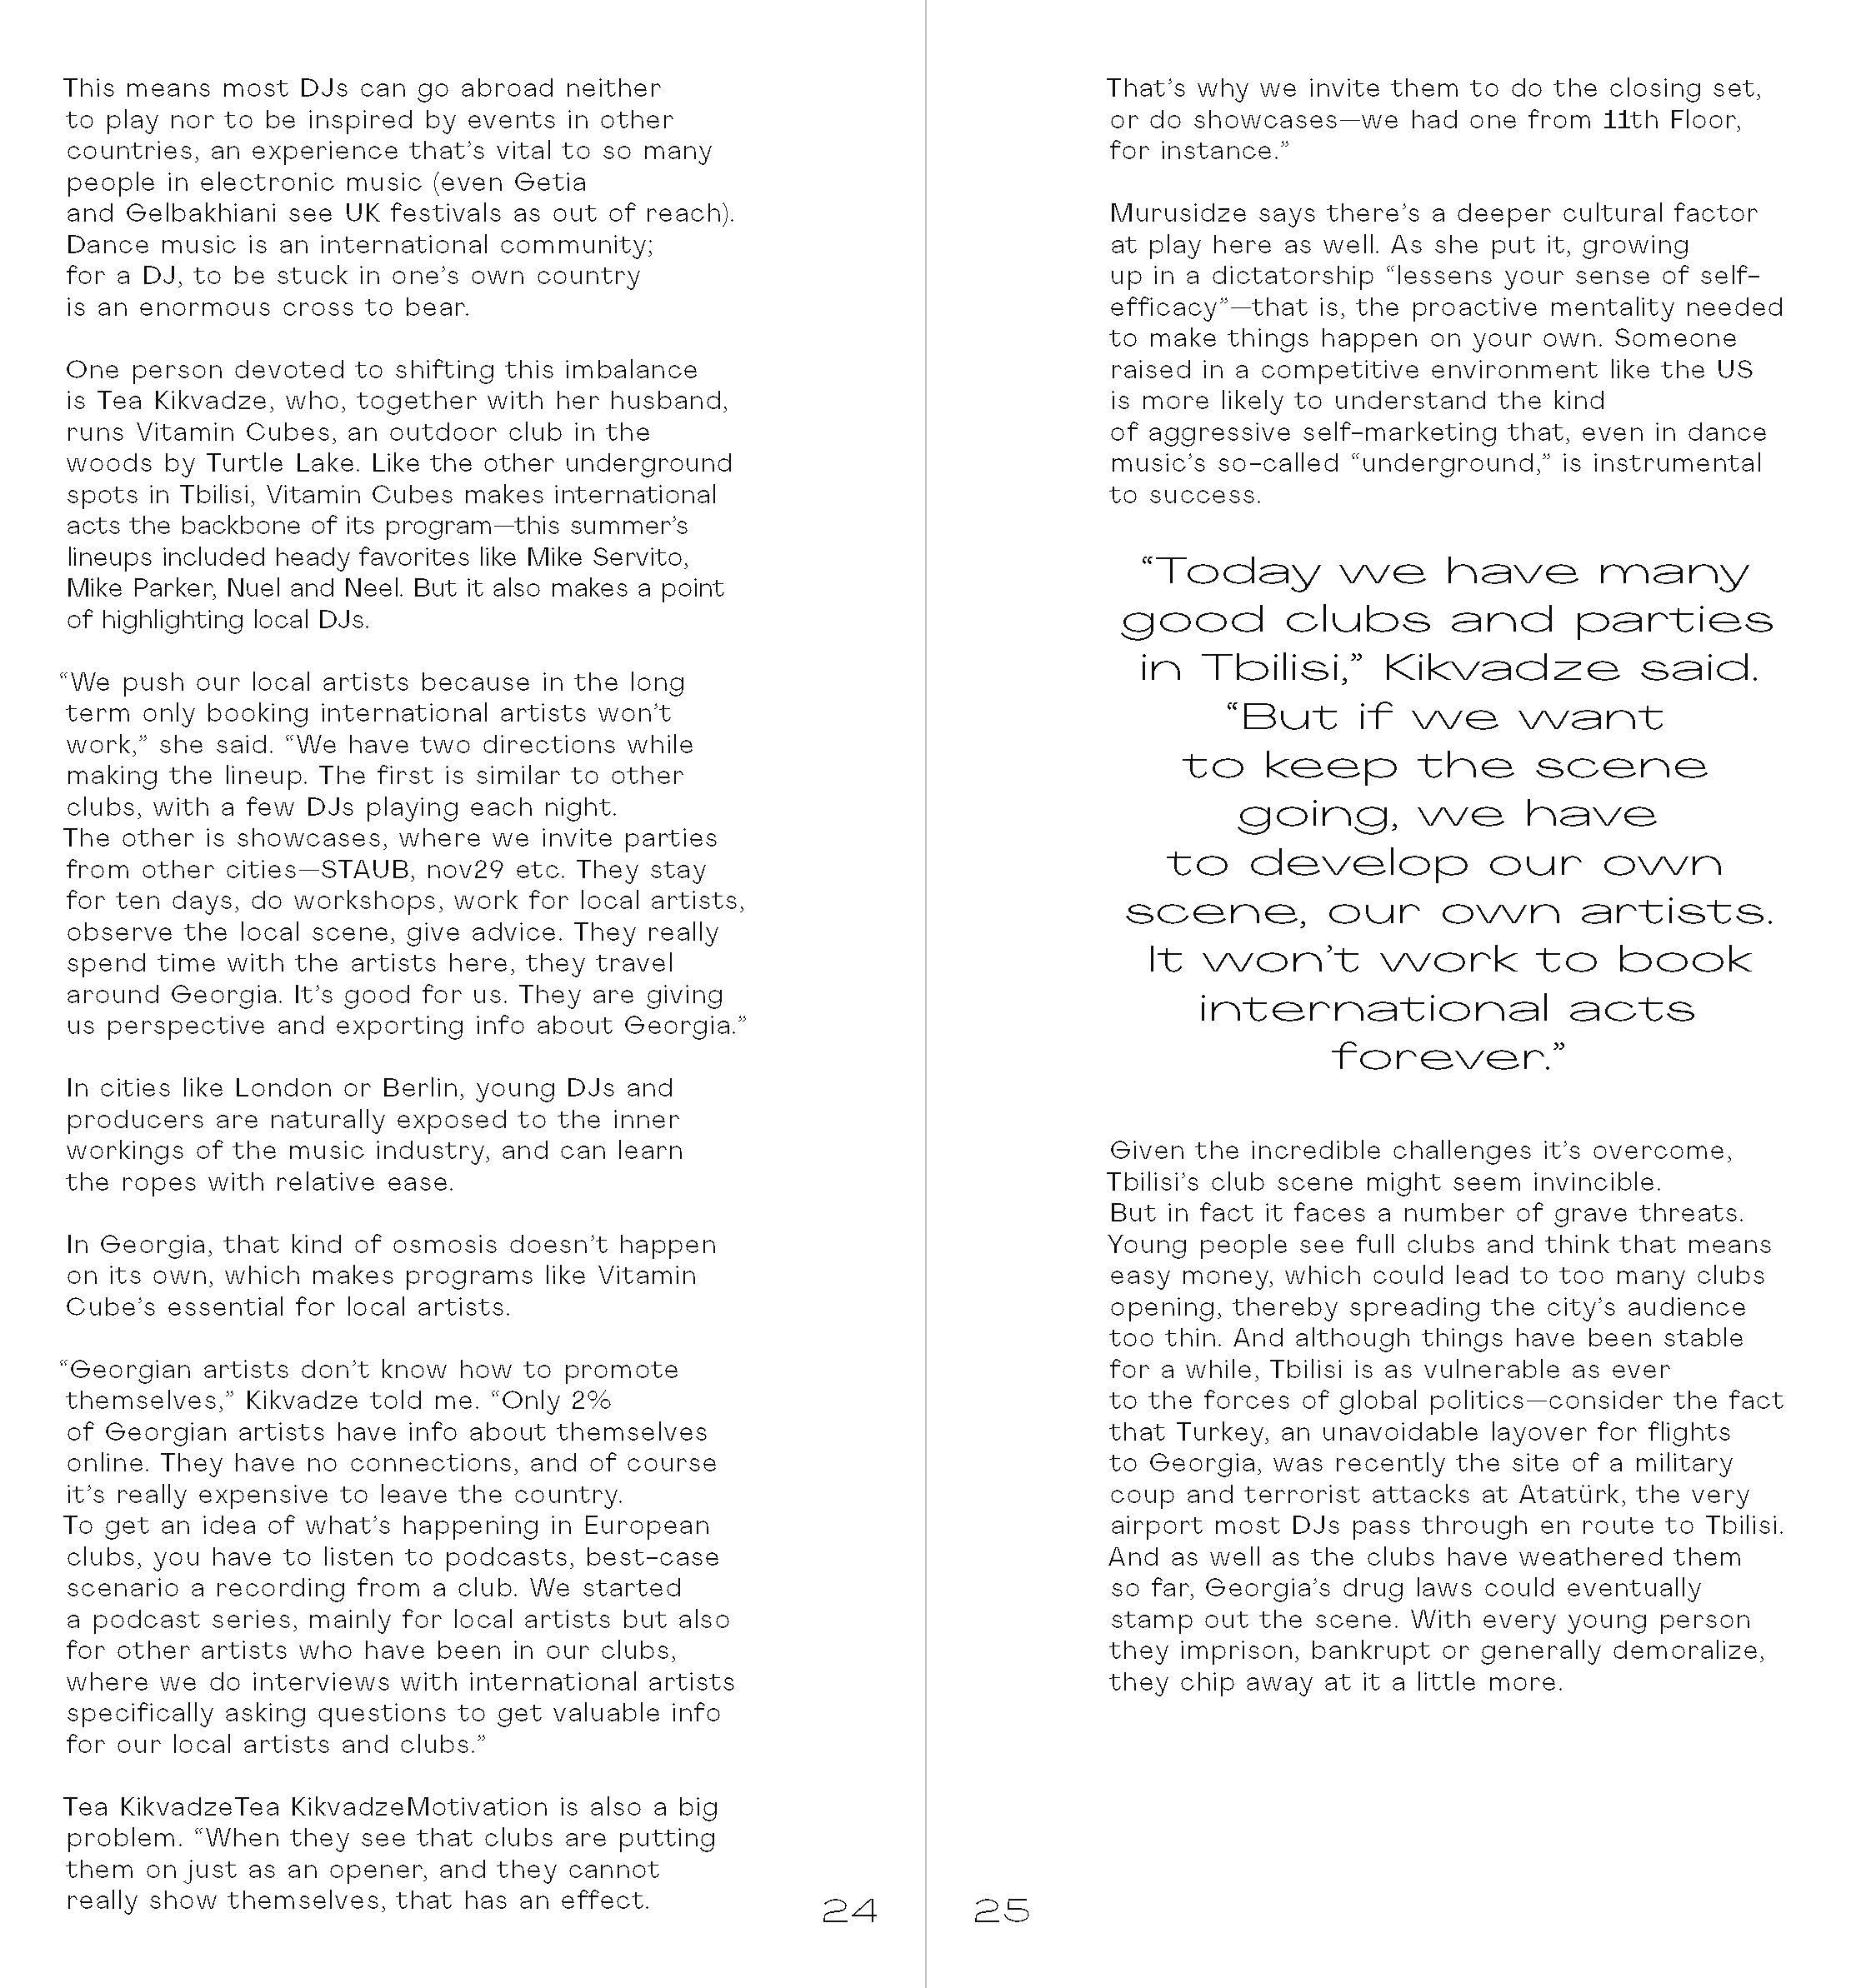 This means most DJs can go abroad neither
to play nor to be inspired by events in other
countries, an experience that’s vital to so many
people in electronic music (even Getia
and Gelbakhiani see UK festivals as out of reach).
Dance music is an international community;
for a DJ, to be stuck in one’s own country
is an enormous cross to bear.

One person devoted to shifting this imbalance
is Tea Kikvadze, who, together with her husband,
runs Vitamin Cubes, an outdoor club in the
woods by Turtle Lake. Like the other underground
spots in Tbilisi, Vitamin Cubes makes international
acts the backbone of its program—this summer’s
lineups included heady favorites like Mike Servito,
Mike Parker, Nuel and Neel. But it also makes a point
of highlighting local DJs.

“We push our local artists because in the long
term only booking international artists won’t
work,” she said. “We have two directions while
making the lineup. The first is similar to other
clubs, with a few DJs playing each night.
The other is showcases, where we invite parties
from other cities—STAUB, nov29 etc. They stay
for ten days, do workshops, work for local artists,
observe the local scene, give advice. They really
spend time with the artists here, they travel
around Georgia. It’s good for us. They are giving
us perspective and exporting info about Georgia.”

In cities like London or Berlin, young DJs and
producers are naturally exposed to the inner
workings of the music industry, and can learn
the ropes with relative ease.

In Georgia, that kind of osmosis doesn’t happen
on its own, which makes programs like Vitamin
Cube’s essential for local artists.

“Georgian artists don’t know how to promote
themselves,” Kikvadze told me. “Only 2%
of Georgian artists have info about themselves
online. They have no connections, and of course
it’s really expensive to leave the country.
To get an idea of what’s happening in European
clubs, you have to listen to podcasts, best-case
scenario a recording from a club. We started
a podcast series, mainly for local artists but also
for other artists who have been in our clubs,
where we do interviews with international artists
specifically asking questions to get valuable info
for our local artists and clubs.”

Tea KikvadzeTea KikvadzeMotivation is also a big
problem. “When they see that clubs are putting
them on just as an opener, and they cannot
really show themselves, that has an effect.
24

That’s why we invite them to do the closing set,
or do showcases—we had one from 11th Floor,
for instance.”

Murusidze says there’s a deeper cultural factor
at play here as well. As she put it, growing
up in a dictatorship “lessens your sense of self-
efficacy”—that is, the proactive mentality needed
to make things happen on your own. Someone
raised in a competitive environment like the US
is more likely to understand the kind
of aggressive self-marketing that, even in dance
music’s so-called “underground,” is instrumental
to success.

“Today we have many
good clubs and parties
in Tbilisi,” Kikvadze said.
“But if we want
to keep the scene
going, we have
to develop our own
scene, our own artists.
It won’t work to book
international acts
forever.”

Given the incredible challenges it’s overcome,
Tbilisi’s club scene might seem invincible.
But in fact it faces a number of grave threats.
Young people see full clubs and think that means
easy money, which could lead to too many clubs
opening, thereby spreading the city’s audience
too thin. And although things have been stable
for a while, Tbilisi is as vulnerable as ever
to the forces of global politics—consider the fact
that Turkey, an unavoidable layover for flights
to Georgia, was recently the site of a military
coup and terrorist attacks at Atatürk, the very
airport most DJs pass through en route to Tbilisi.
And as well as the clubs have weathered them
so far, Georgia’s drug laws could eventually
stamp out the scene. With every young person
they imprison, bankrupt or generally demoralize,
they chip away at it a little more.
25